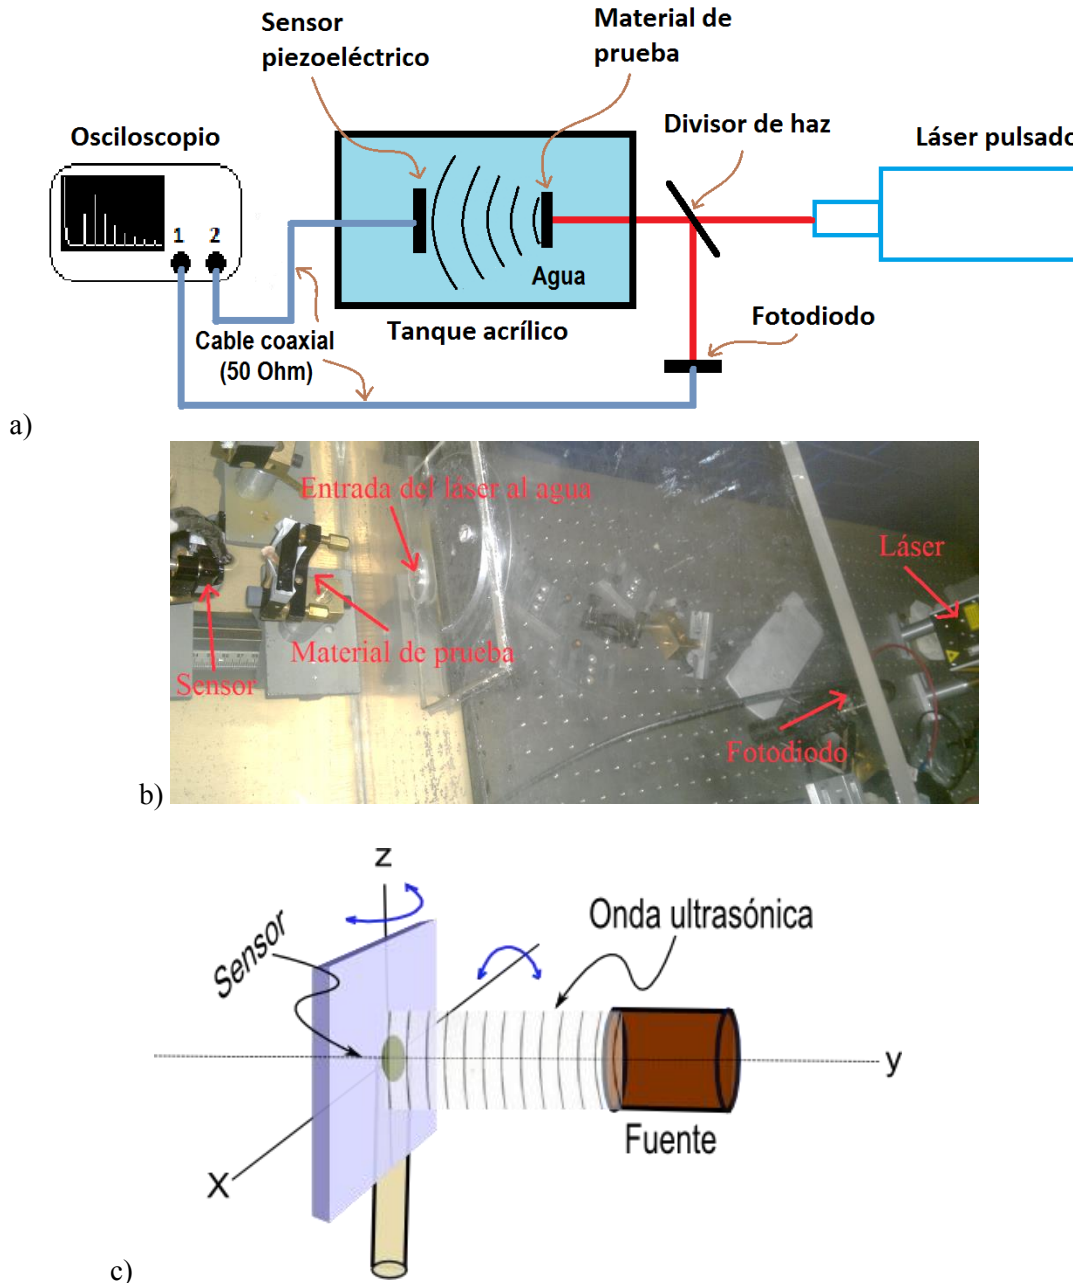 Sensor
piezoeléctrico
Material de
prueba
Osciloscopio
Divisor de haz
Láser pulsado
1 2
Agua
Tanque acrílico
Fotodiodo
Cable coaxial
(50 Ohm)
a)
Entrada del láser al agua
Láser
Material de prueba
Sensor
Fotodiodo
b)
z
Onda ultrasónica
Sensor
y
Fuente
X
c)